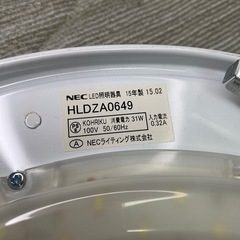 NEC LED照明器具 15年製 15.02
HLDZA0649
KOHRIKU 消費電力 31W 入力電流
100V 50/60Hz 0.32A
Ⓐ NECライティング株式会社